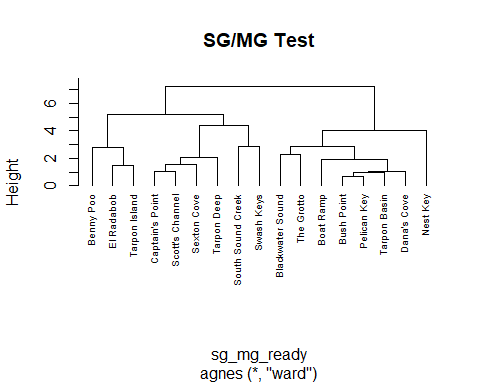 SG/MG Test
Height
0 2 4 6
Benny Poo
El Radabob
Tarpon Island
Captain's Point
Scott's Channel
Sexton Cove
Tarpon Deep
South Sound Creek
Swash Keys
Blackwater Sound
The Grotto
Boat Ramp
Bush Point
Pelican Key
Tarpon Basin
Dana's Cove
Nest Key
sg_mg_ready
agnes (*, "ward")